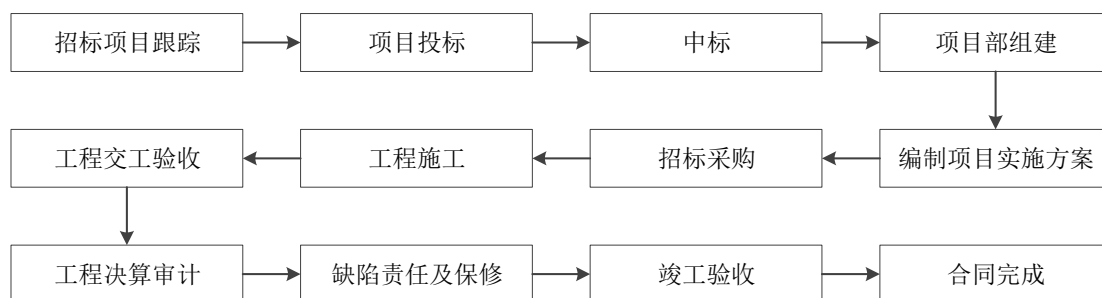 招标项目跟踪
项目投标
中标
项目部组建
编制项目实施方案
招标采购
工程施工
工程交工验收
工程决算审计
缺陷责任及保修
竣工验收
合同完成